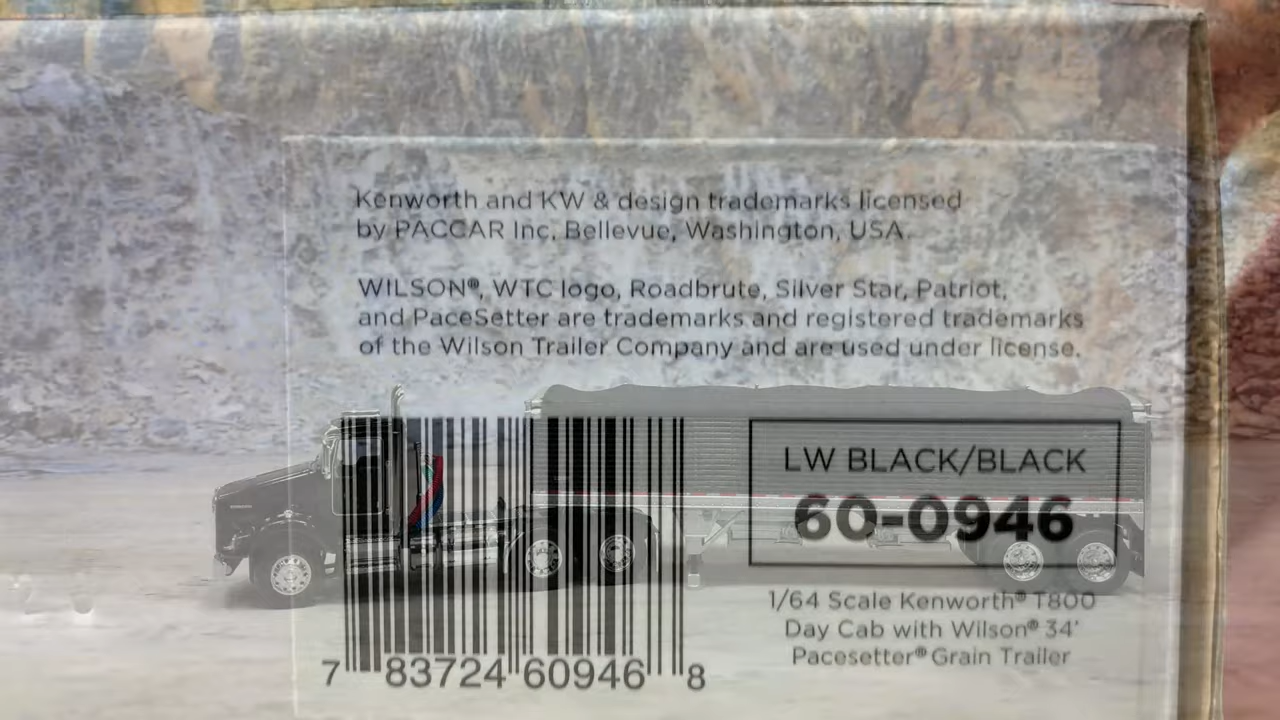 Kenworth and KW & design trademarks licensed
by PACCAR Inc, Bellevue, Washington, USA.
WILSON®, WTC logo, Roadbrute, Silver Star, Patriot,
and PaceSetter are trademarks and registered trademarks
of the Wilson Trailer Company and are used under license.
LW BLACK/BLACK
60-0946
1/64 Scale Kenworth® T800
Day Cab with Wilson® 34'
Pacesetter® Grain Trailer
7 83724 60946 8